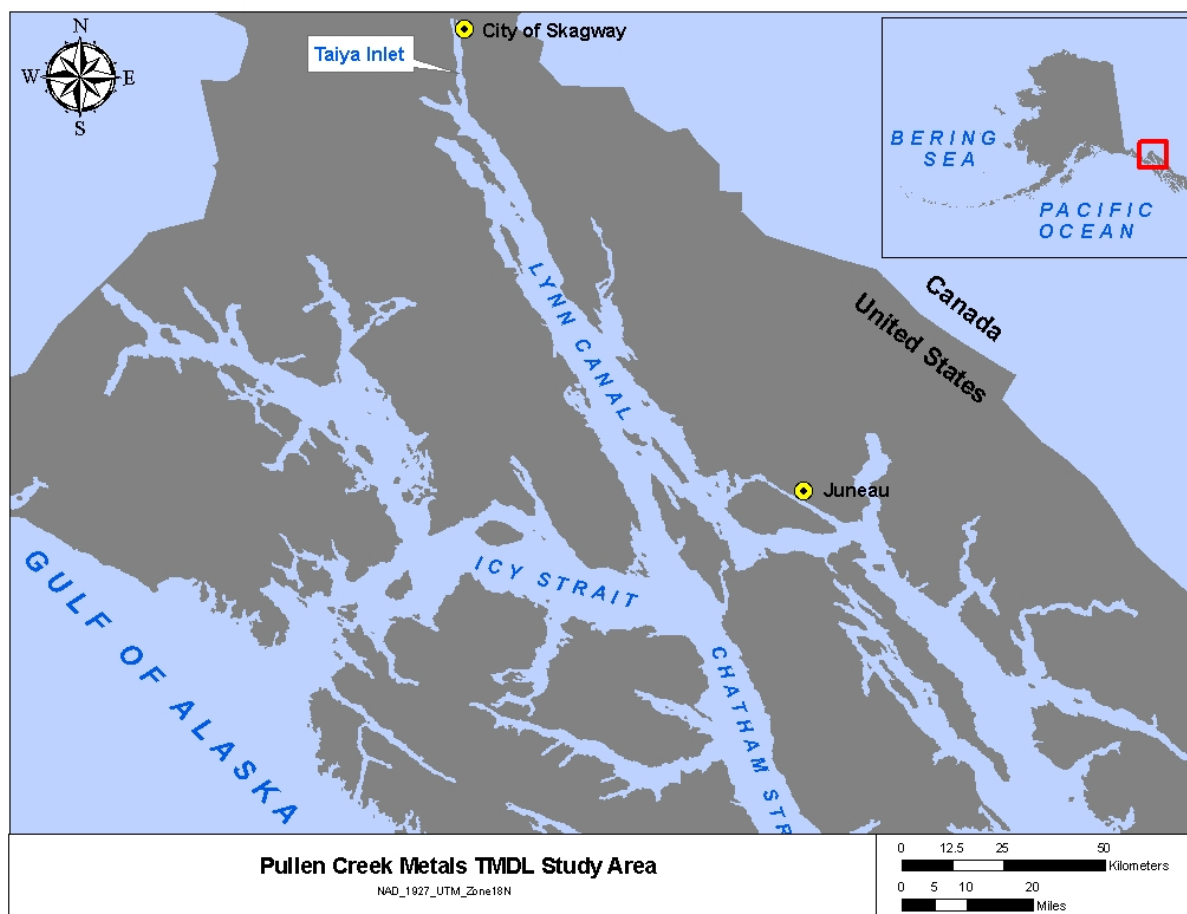 N
W
E
S
City of Skagway
Taiya Inlet
BERING
SEA
PACIFIC
OCEAN
Canada
United States
LYNN CANAL
Juneau
ICY STRAIT
GULF OF ALASKA
CHATHAM STR
Pullen Creek Metals TMDL Study Area
NAD_1927_UTM_Zone18N
0 12.5 25 50
Kilometers
0 5 10 20
Miles